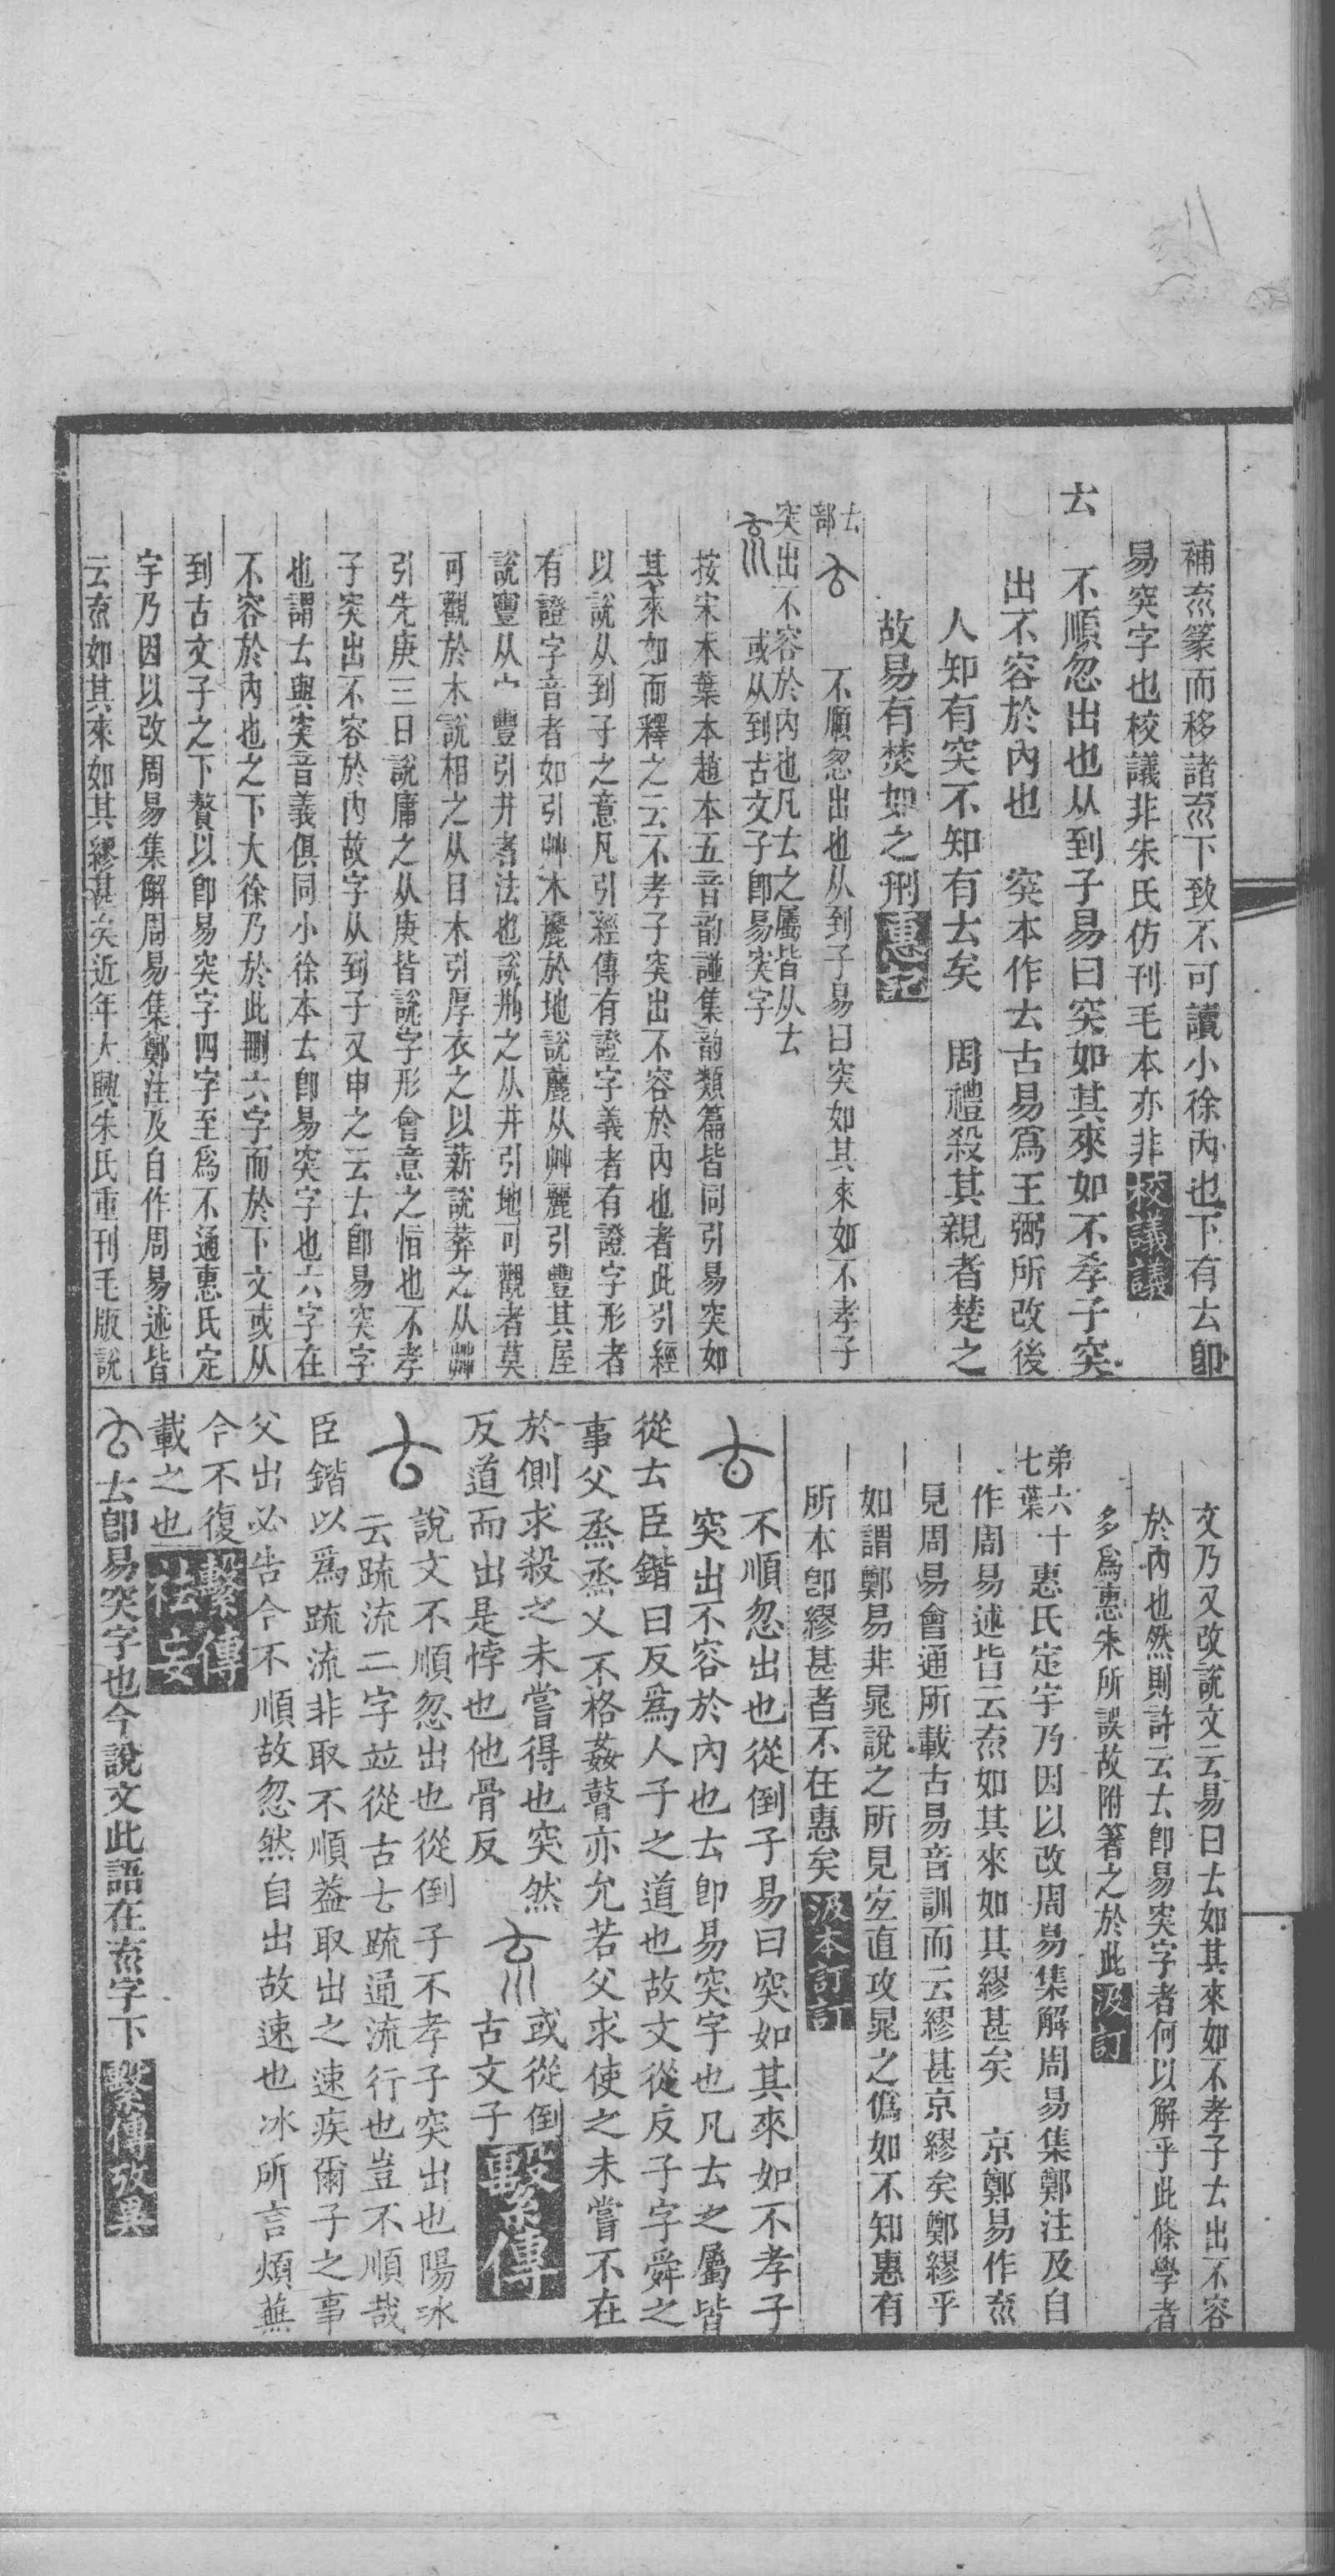 補㐬篆而移諸㐬下致不可讀小徐内也下有𠫓卽
易突字也校議非朱氏仿刊毛本亦非校議議
𠫓　不順忽出也从到子易曰突如其來如不孝子突
出不容於內也　突本作𠫓古易爲王弼所改後
人知有突不知有𠫓矣　周禮殺其親者楚之
故易有焚如之刑惠記
𠫓部　𠫓　不順忽出也从到子易曰突如其來如不孝子
突出不容於内也凡𠫓之屬皆从𠫓
㐬　或从到古文子卽易突字
按宋本葉本趙本五音韵譜集韵類篇皆同引易突如
其來如而釋之云不孝子突出不容於内也者此引經
以說从到子之意凡引經傳有證字義者有證字形者
有證字音者如引艸木麗於地說麗从艸麗引豐其屋
說寷从宀豐引井者法也說㓝之从井引地可觀者莫
可觀於木說相之从目木引厚衣之以薪說葬之从茻
引先庚三日說庸之从庚皆說字形會意之恉也不孝
子突出不容於内故字从到子又申之云𠫓卽易突字
也謂𠫓與突音義俱同小徐本𠫓卽易突字也六字在
不容於内也之下大徐乃於此刪六字而於下文或从
到古文子之下贅以卽易突字四字至爲不通惠氏定
宇乃因以改周易集解周易集鄭注及自作周易述皆
云㐬如其來如其繆甚矣近年大興朱氏重刊毛版說
文乃又改說文云易曰𠫓如其來如不孝子𠫓出不容
於内也然則許云𠫓卽易突字者何以解乎此條學者
多爲惠朱所誤故附箸之於此汲訂
弟六十七葉　惠氏定宇乃因以改周易集解周易集鄭注及自
作周易述皆云㐬如其來如其繆甚矣　京鄭易作㐬
見周易會通所載古易音訓而云繆甚京繆矣鄭繆乎
如謂鄭易非晁說之所見㝉直攻晁之僞如不知惠有
所本卽繆甚者不在惠矣汲本訂訂
𠫓　不順忽出也從倒子易曰突如其來如不孝子
突出不容於內也𠫓卽易突字也凡𠫓之屬皆
從𠫓臣鍇曰反爲人子之道也故文從反子字舜之
事父烝烝乂不格姦瞽亦允若父求使之未嘗不在
於側求殺之未嘗得也突然　㐬　或從倒
反道而出是悖也他骨反　古文子繫傳
𠫓　說文不順忽出也從倒子不孝子突出也陽冰
云疏流二字並從古𠫓疏通流行也豈不順哉
臣鍇以爲疏流非取不順葢取出之速疾爾子之事
父出必告今不順故忽然自出故速也冰所言煩蕪
今不復載之也繫傳祛妄
𠫓　𠫓卽易突字也今說文此語在㐬字下繫傳攷異